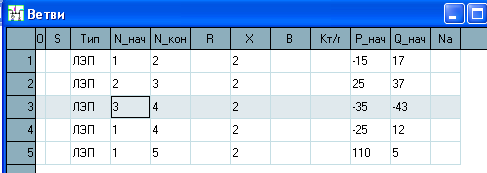 Ветви
O S Тип N_нач N_кон R X B Кт/r P_нач Q_нач Na
1 ЛЭП 1 2 2 -15 17
2 ЛЭП 2 3 2 25 37
3 ЛЭП 3 4 2 -35 -43
4 ЛЭП 1 4 2 -25 12
5 ЛЭП 1 5 2 110 5